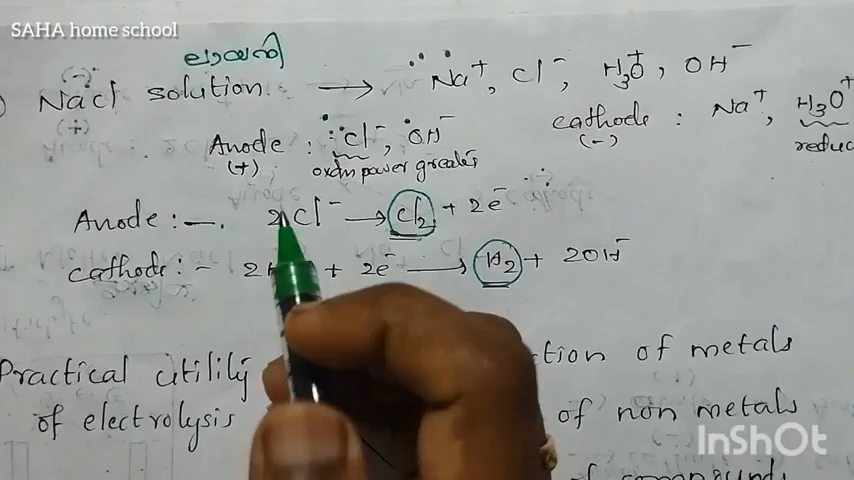 SAHA home school
ലായനി
(-)
NaCl solution → Na⁺, Cl⁻, H₃O⁺, OH⁻
(+)
Anode : Cl⁻, OH⁻ cathode : Na⁺, H₃O⁺
(+) oxdn power greater (-) reduc
Anode :- 2Cl⁻ → Cl₂ + 2e⁻
cathode :- 2H + 2e⁻ → H₂ + 2OH⁻
Practical utility tion of metals
of electrolysis of non metals
InShOt